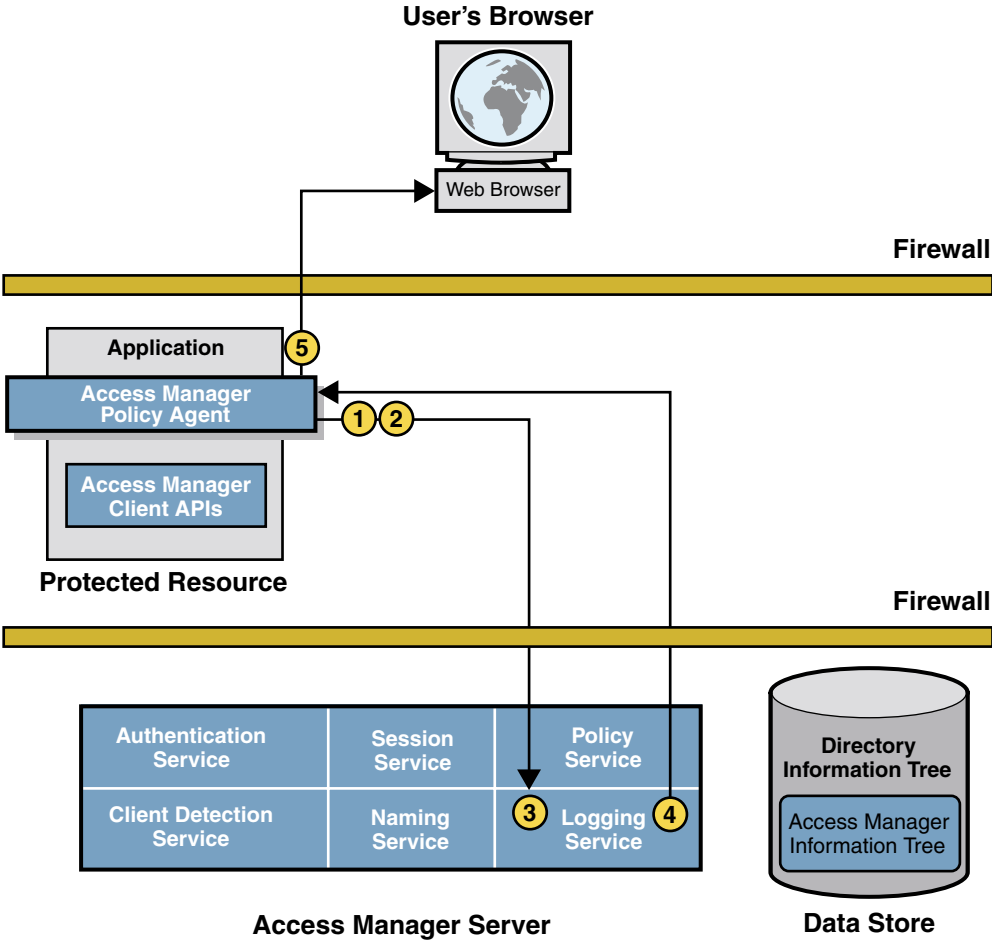 User's Browser
Web Browser
Firewall
Application
5
Access Manager
Policy Agent
1 2
Access Manager
Client APIs
Protected Resource
Firewall
Authentication
Service
Session
Service
Policy
Service
Client Detection
Service
Naming
Service
3
Logging
Service
4
Directory
Information Tree
Access Manager
Information Tree
Access Manager Server
Data Store